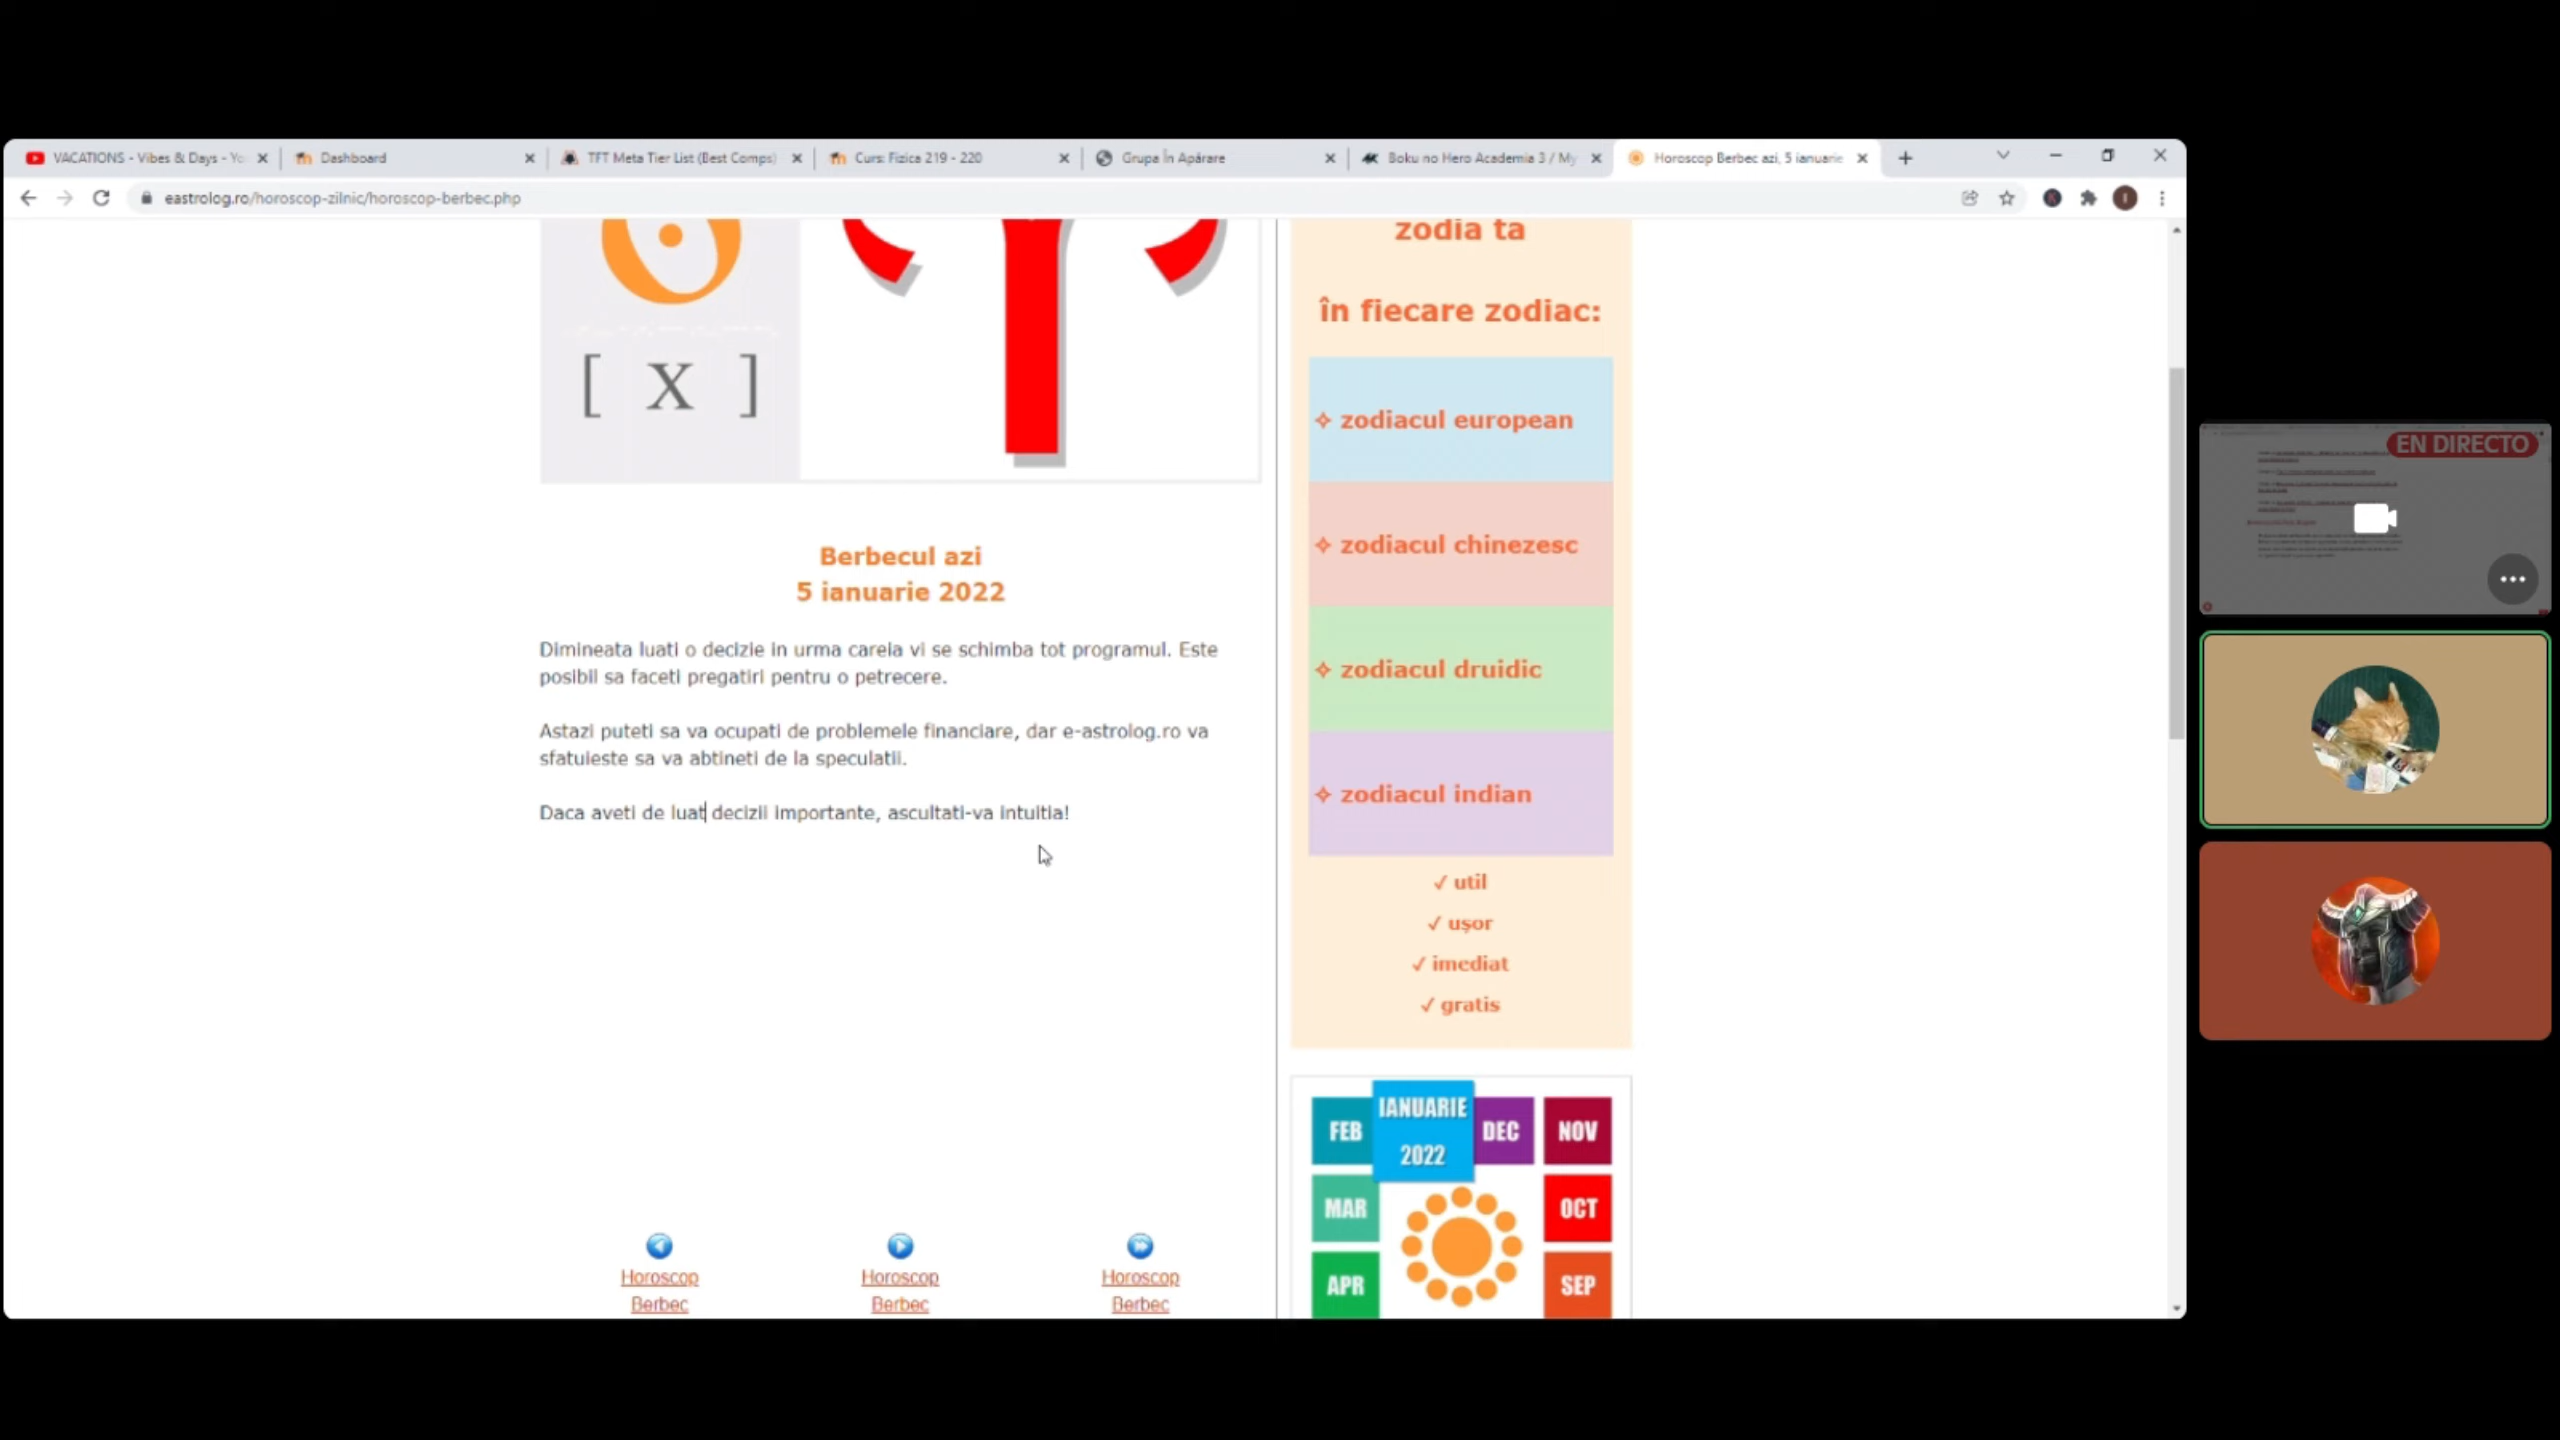 VACATIONS - Vibes & Days - Yo
Dashboard
TFT Meta Tier List (Best Comps)
Curs: Fizica 219 - 220
Grupa În Apărare
Boku no Hero Academia 3 / My
Horoscop Berbec azi, 5 ianuarie
eastrolog.ro/horoscop-zilnic/horoscop-berbec.php
[ X ]
Berbecul azi
5 ianuarie 2022
Dimineata luati o decizie in urma careia vi se schimba tot programul. Este
posibil sa faceti pregatiri pentru o petrecere.
Astazi puteti sa va ocupati de problemele financiare, dar e-astrolog.ro va
sfatuieste sa va abtineti de la speculatii.
Daca aveti de luat decizii importante, ascultati-va intuitia!
Horoscop
Berbec
Horoscop
Berbec
Horoscop
Berbec
zodia ta
în fiecare zodiac:
✧ zodiacul european
✧ zodiacul chinezesc
✧ zodiacul druidic
✧ zodiacul indian
✓ util
✓ ușor
✓ imediat
✓ gratis
FEB
IANUARIE
2022
DEC
NOV
MAR
OCT
APR
SEP
EN DIRECTO